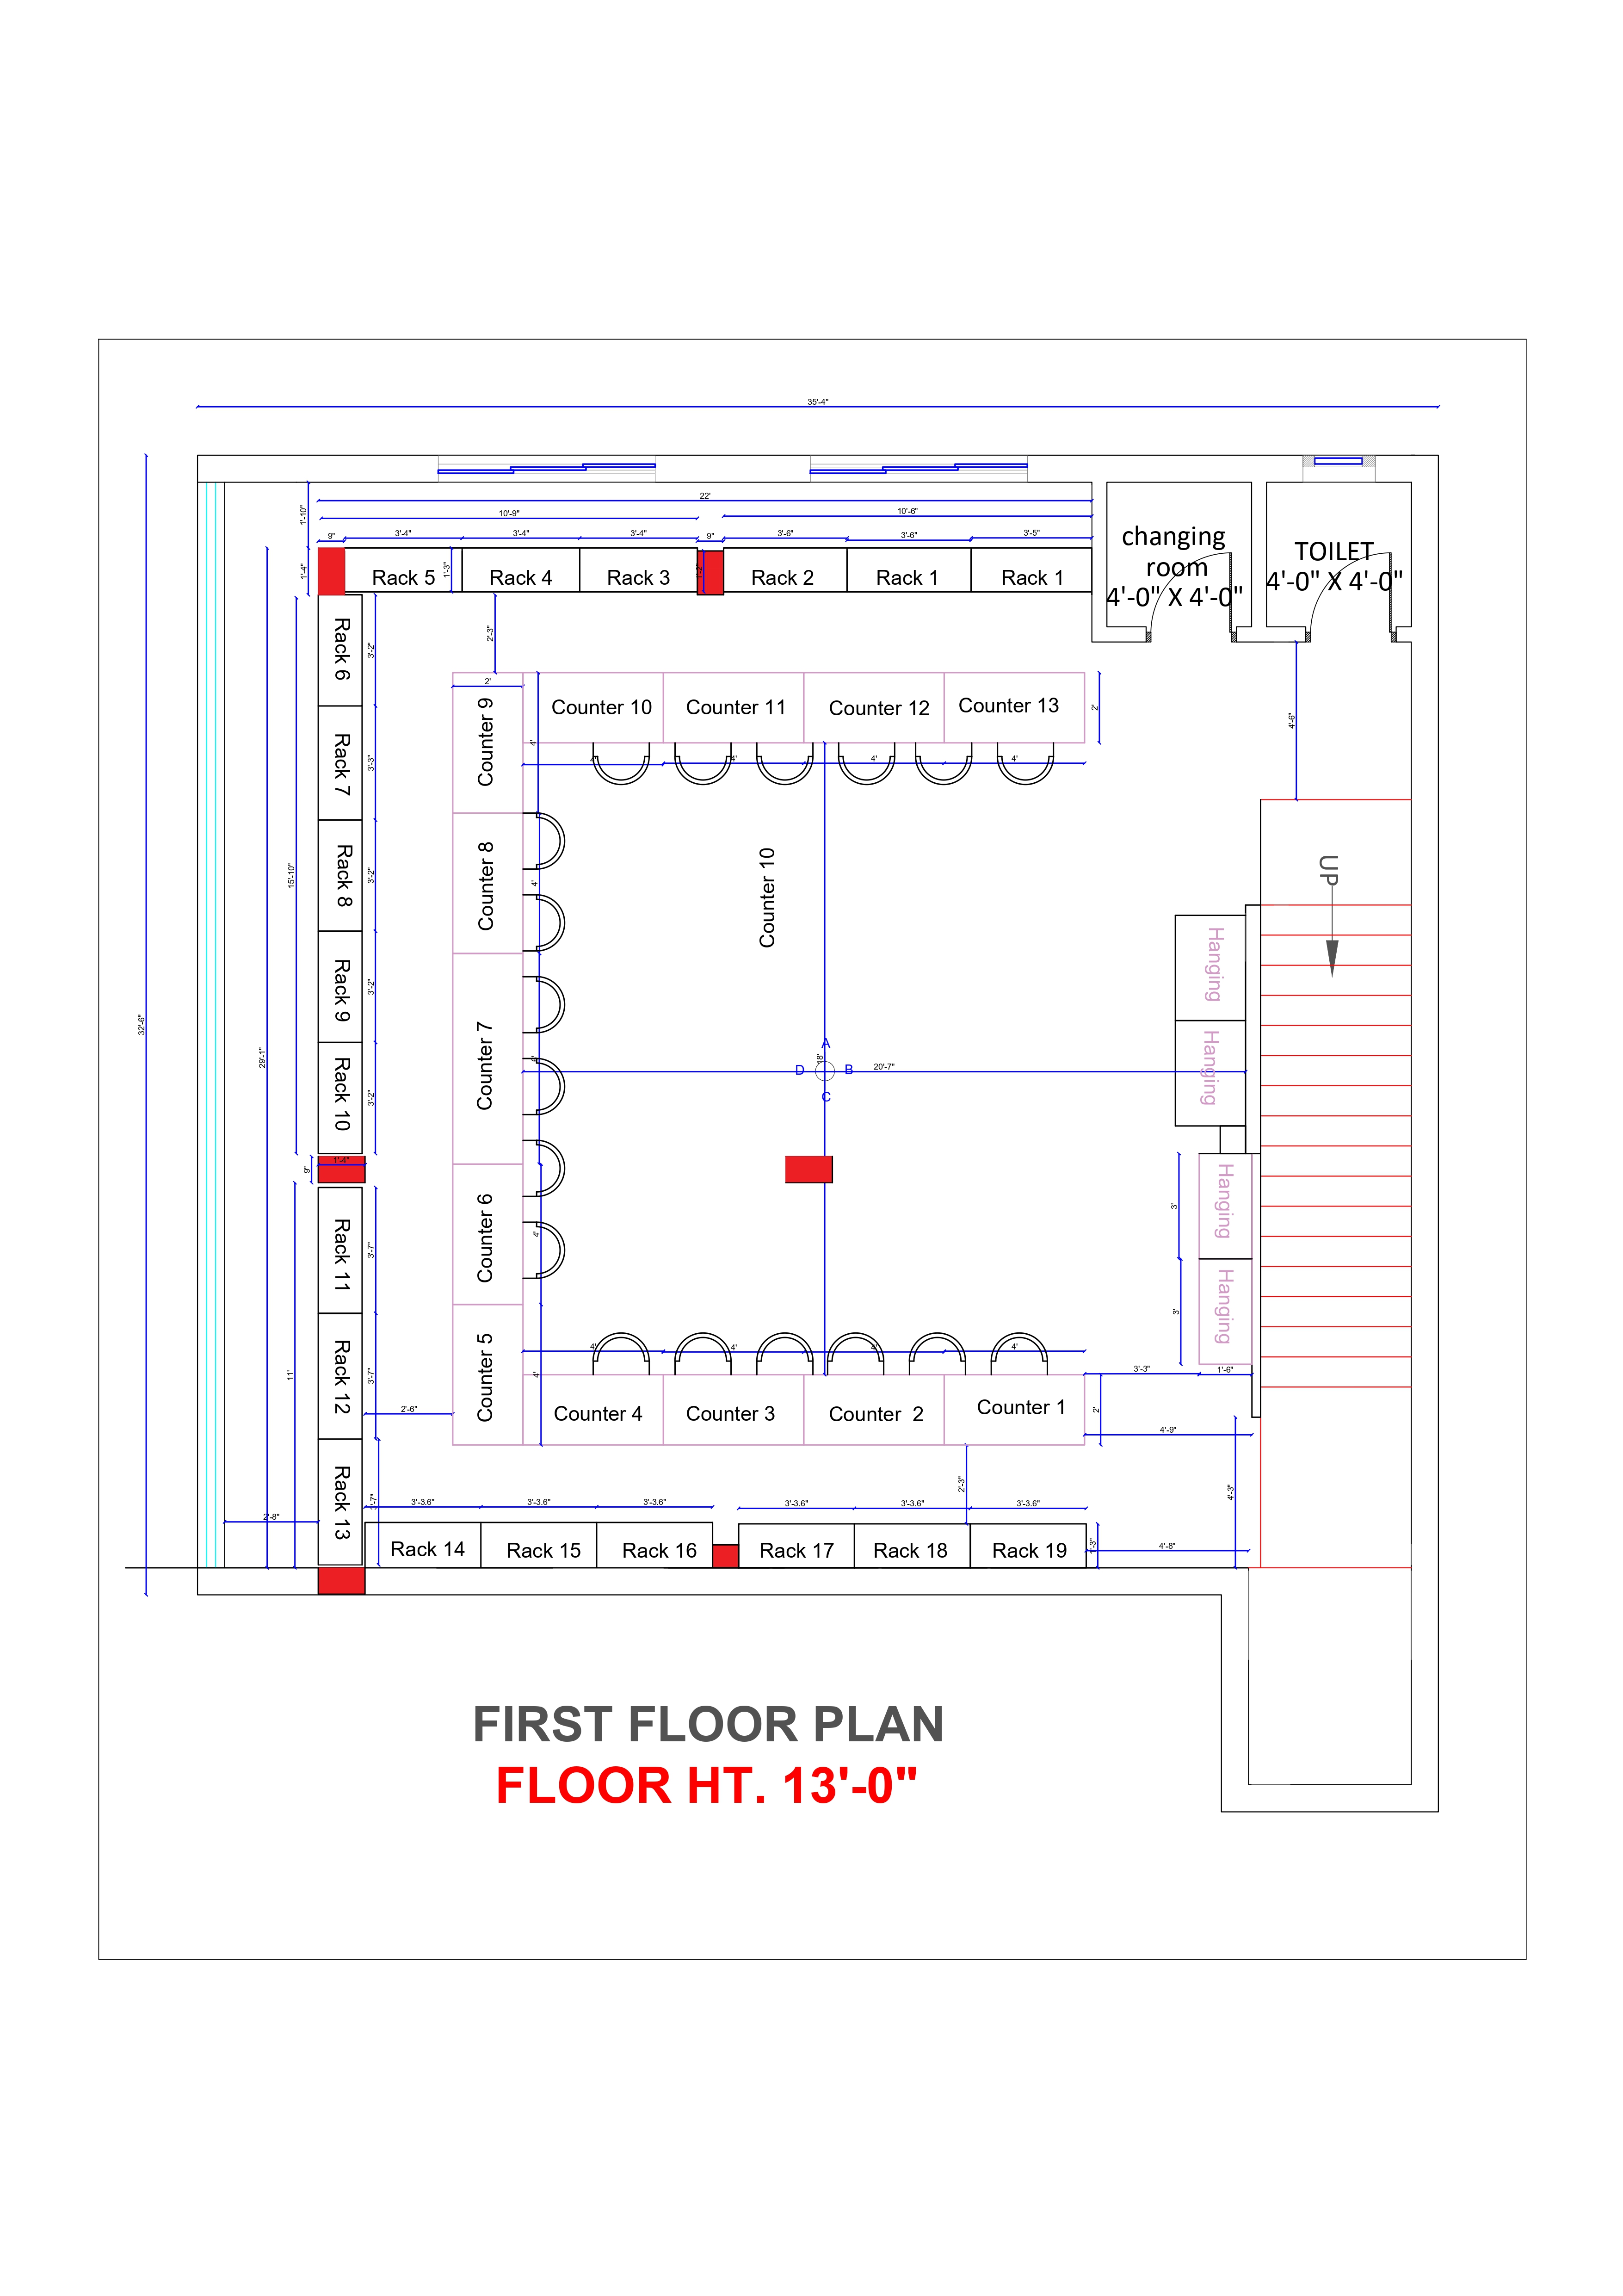 35'-4"
22'
10'-9"
10'-6"
9"
3'-4"
3'-4"
3'-4"
9"
3'-6"
3'-6"
3'-5"
1'-10"
1'-4"
Rack 5
1'-3"
Rack 4
Rack 3
1'-2"
Rack 2
Rack 1
Rack 1
changing
room
4'-0" X 4'-0"
TOILET
4'-0" X 4'-0"
Rack 6
3'-2"
2'-3"
2'
Counter 9
4'
Counter 10
Counter 11
Counter 12
Counter 13
2'
4'-6"
4'
4'
4'
4'
Rack 7
3'-3"
15'-10"
Rack 8
3'-2"
Counter 8
4'
Counter 10
UP
Rack 9
3'-2"
Hanging
32'-6"
29'-1"
Rack 10
3'-2"
Counter 7
4'
A
18'
D
B
20'-7"
C
Hanging
9"
1'-4"
3'
Hanging
Rack 11
3'-7"
Counter 6
4'
3'
Hanging
11'
Rack 12
3'-7"
Counter 5
4'
4'
4'
4'
4'
3'-3"
1'-6"
2'-6"
Counter 4
Counter 3
Counter 2
Counter 1
2'
4'-9"
2'-3"
4'-3"
2'-8"
Rack 13
3'-7"
3'-3.6"
3'-3.6"
3'-3.6"
3'-3.6"
3'-3.6"
3'-3.6"
Rack 14
Rack 15
Rack 16
Rack 17
Rack 18
Rack 19
4'-8"
FIRST FLOOR PLAN
FLOOR HT. 13'-0"